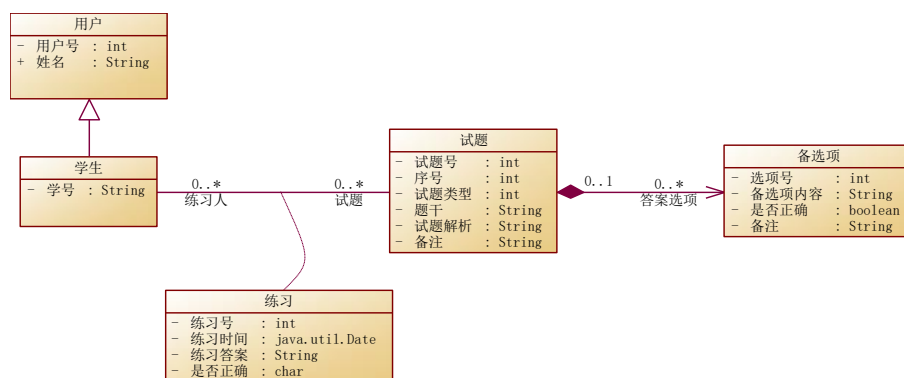 用户
- 用户号 : int
+ 姓名 : String
学生
- 学号 : String
0..*
练习人
0..*
试题
试题
- 试题号 : int
- 序号 : int
- 试题类型 : int
- 题干 : String
- 试题解析 : String
- 备注 : String
0..1
0..*
答案选项
备选项
- 选项号 : int
- 备选项内容 : String
- 是否正确 : boolean
- 备注 : String
练习
- 练习号 : int
- 练习时间 : java.util.Date
- 练习答案 : String
- 是否正确 : char